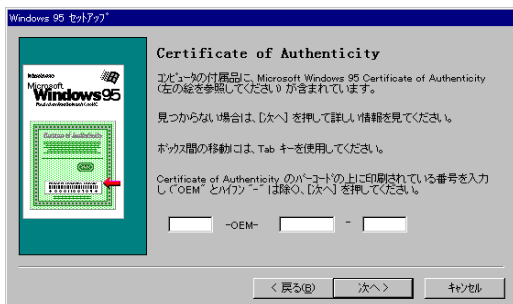 Windows 95 セットアップ
Certificate of Authenticity
コンピュータの付属品に、Microsoft Windows 95 Certificate of Authenticity
(左の絵を参照してください) が含まれています。
見つからない場合は、[次へ] を押して詳しい情報を見てください。
ボックス間の移動には、Tab キーを使用してください。
Certificate of Authenticity のバーコードの上に印刷されている番号を入力
し ("OEM" とハイフン "-" は除く)、[次へ] を押してください。
-OEM- -
< 戻る(B) 次へ > キャンセル
Microsoft
Windows 95
Certificate of Authenticity